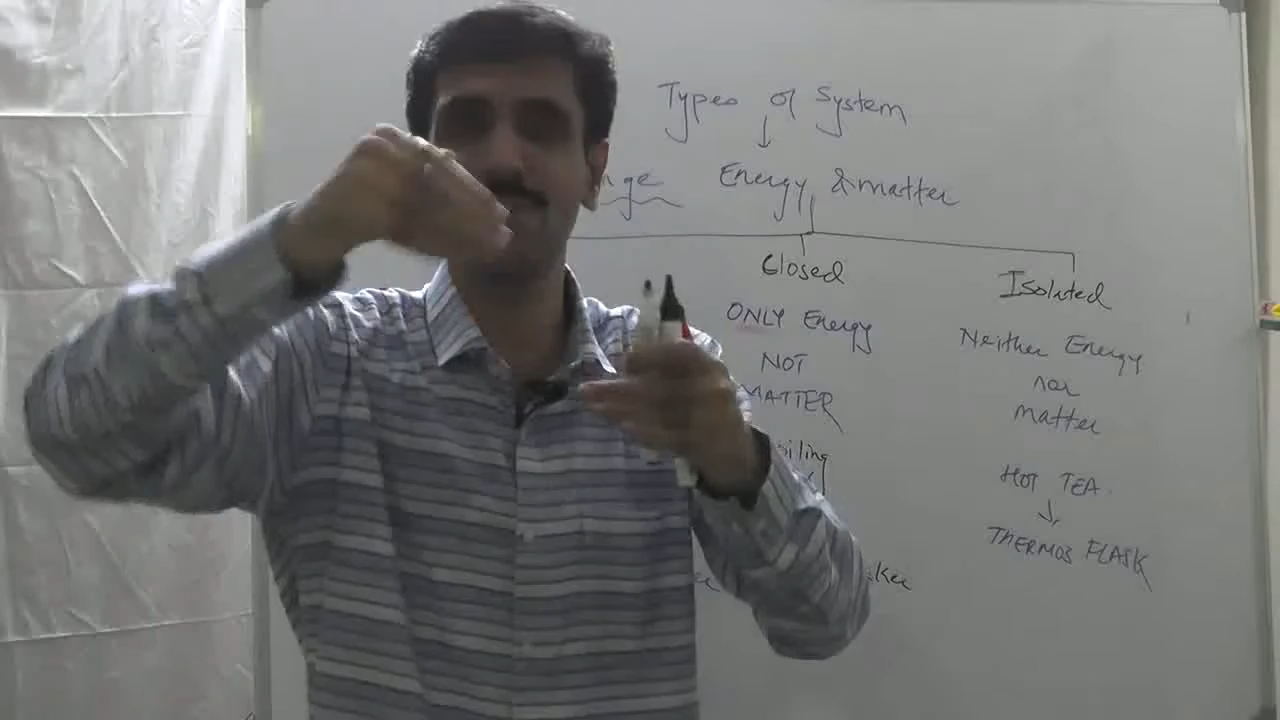 Types of System
Energy & matter
Closed
Isolated
ONLY Energy
NOT
MATTER
Neither Energy
nor
matter
HOT TEA.
THERMOS FLASK